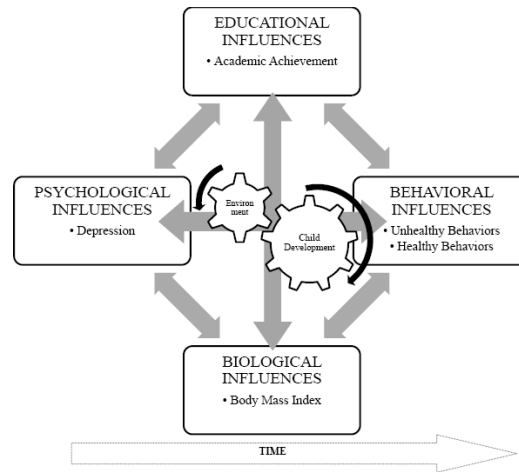 EDUCATIONAL
INFLUENCES
• Academic Achievement
PSYCHOLOGICAL
INFLUENCES
• Depression
Environ
ment
Child
Development
BEHAVIORAL
INFLUENCES
• Unhealthy Behaviors
• Healthy Behaviors
BIOLOGICAL
INFLUENCES
• Body Mass Index
TIME